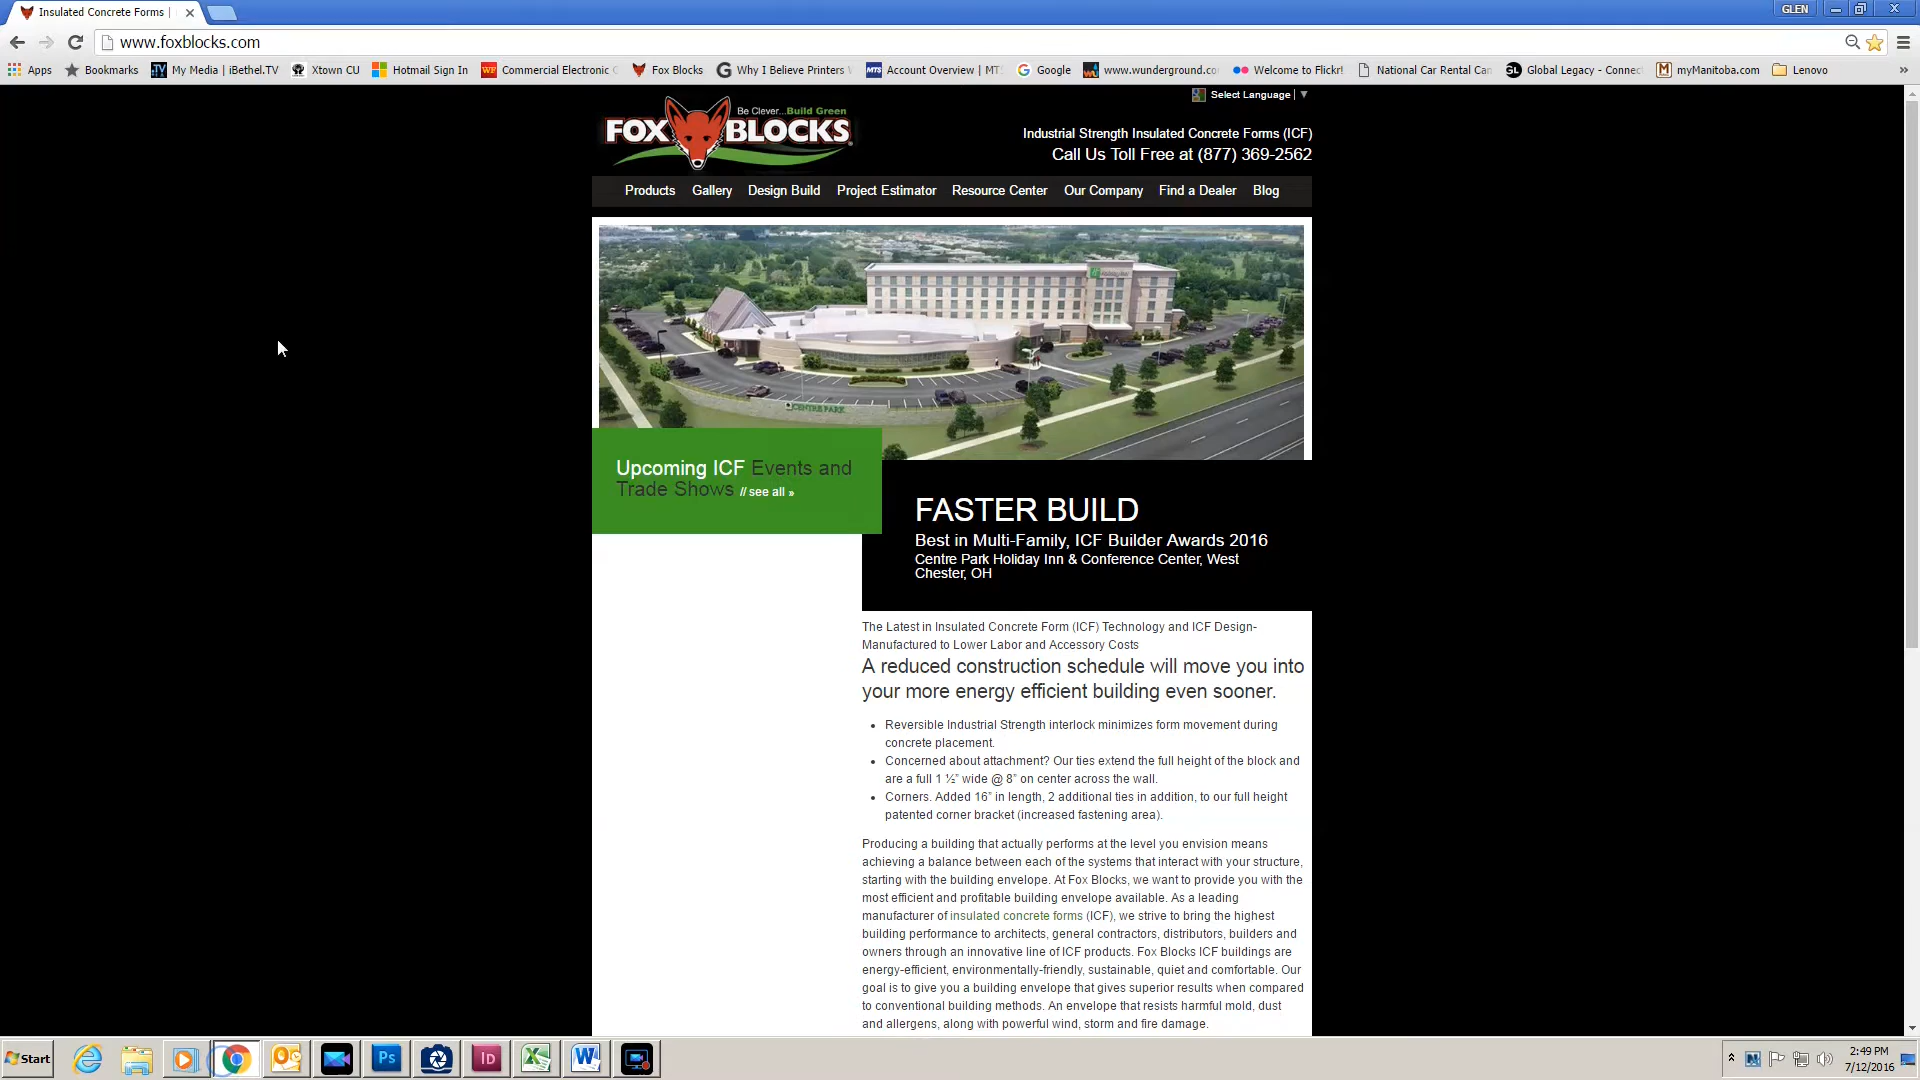 Insulated Concrete Forms |
GLEN
www.foxblocks.com
Apps
Bookmarks
My Media | iBethel.TV
Xtown CU
Hotmail Sign In
Commercial Electronic
Fox Blocks
Why I Believe Printers
Account Overview | MT
Google
www.wunderground.co
Welcome to Flickr!
National Car Rental Can
Global Legacy - Connec
myManitoba.com
Lenovo
»
Select Language | ▼
Be Clever...Build Green
FOX BLOCKS
Industrial Strength Insulated Concrete Forms (ICF)
Call Us Toll Free at (877) 369-2562
Products Gallery Design Build Project Estimator Resource Center Our Company Find a Dealer Blog
CENTRE PARK
Upcoming ICF Events and
Trade Shows // see all »
FASTER BUILD
Best in Multi-Family, ICF Builder Awards 2016
Centre Park Holiday Inn & Conference Center, West
Chester, OH
The Latest in Insulated Concrete Form (ICF) Technology and ICF Design-
Manufactured to Lower Labor and Accessory Costs
A reduced construction schedule will move you into
your more energy efficient building even sooner.
• Reversible Industrial Strength interlock minimizes form movement during
concrete placement.
• Concerned about attachment? Our ties extend the full height of the block and
are a full 1 ½” wide @ 8” on center across the wall.
• Corners. Added 16” in length, 2 additional ties in addition, to our full height
patented corner bracket (increased fastening area).
Producing a building that actually performs at the level you envision means
achieving a balance between each of the systems that interact with your structure,
starting with the building envelope. At Fox Blocks, we want to provide you with the
most efficient and profitable building envelope available. As a leading
manufacturer of insulated concrete forms (ICF), we strive to bring the highest
building performance to architects, general contractors, distributors, builders and
owners through an innovative line of ICF products. Fox Blocks ICF buildings are
energy-efficient, environmentally-friendly, sustainable, quiet and comfortable. Our
goal is to give you a building envelope that gives superior results when compared
to conventional building methods. An envelope that resists harmful mold, dust
and allergens, along with powerful wind, storm and fire damage.
Start
Ps
Id
2:49 PM
7/12/2016